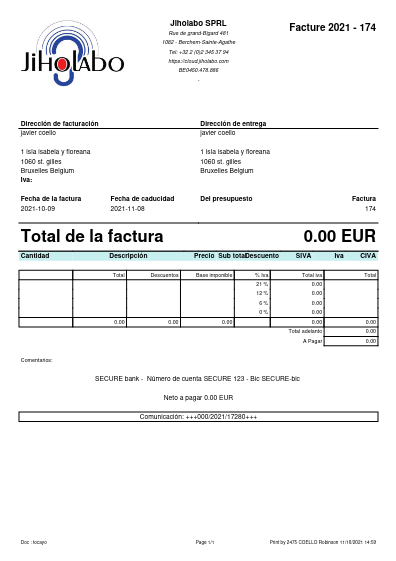 Jiholabo SPRL
Rue de grand-Bigard 461
1082 - Berchem-Sainte-Agathe
Tel: +32 2 (0)2 345 37 94
https://cloud.jiholabo.com
BE0460.478.886
-
Facture 2021 - 174
JiHolabo
Dirección de facturación Dirección de entrega
javier coello javier coello
1 isla isabela y floreana 1 isla isabela y floreana
1060 st. gilles 1060 st. gilles
Bruxelles Belgium Bruxelles Belgium
Iva:
Fecha de la factura Fecha de caducidad Del presupuesto Factura
2021-10-09 2021-11-08 174
Total de la factura 0.00 EUR
Cantidad Descripción Precio Sub total Descuento SIVA Iva CIVA
Total Descuentos Base imponible % Iva Total Iva Total
21 % 0.00
12 % 0.00
6 % 0.00
0 % 0.00
0.00 0.00 0.00 0.00 0.00
Total adelanto 0.00
A Pagar 0.00
Comentarios:
SECURE bank - Número de cuenta SECURE 123 - Bic SECURE-bic
Neto a pagar 0.00 EUR
Comunicación: +++000/2021/17280+++
Doc : tocayo Page 1/1 Print by 2475 COELLO Robinson 11/10/2021 14:50